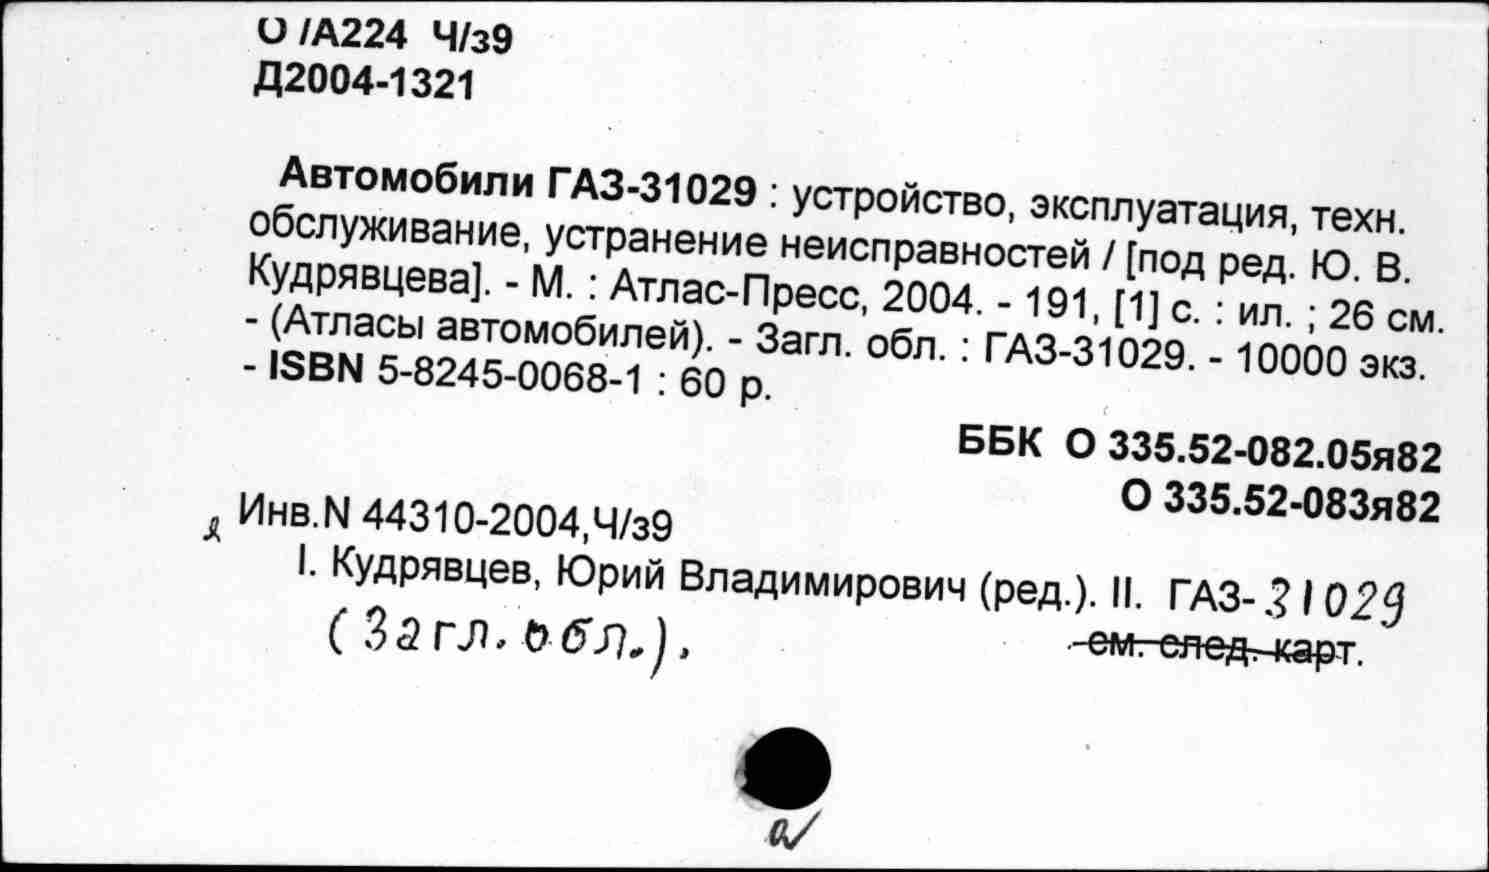 О /А224 Ч/з9
Д2004-1321
Автомобили ГАЗ-31029 : устройство, эксплуатация, техн.
обслуживание, устранение неисправностей / [под ред. Ю. В.
Кудрявцева]. - М. : Атлас-Пресс, 2004. - 191, [1] с. : ил. ; 26 см.
- (Атласы автомобилей). - Загл. обл. : ГАЗ-31029. - 10000 экз.
- ISBN 5-8245-0068-1 : 60 р.
ББК О 335.52-082.05я82
О 335.52-083я82
Инв.N 44310-2004,Ч/з9
I. Кудрявцев, Юрий Владимирович (ред.). II. ГАЗ-31029
(Загл. обл.).
см. след. карт.